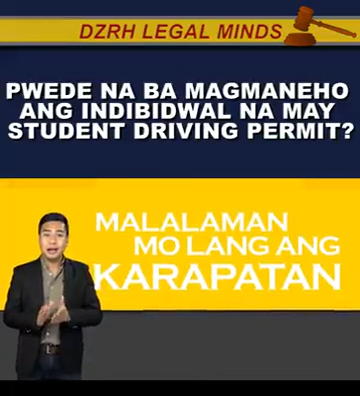 DZRH LEGAL MINDS
PWEDE NA BA MAGMANEHO
ANG INDIBIDWAL NA MAY
STUDENT DRIVING PERMIT?
MALALAMAN
MO LANG ANG
KARAPATAN